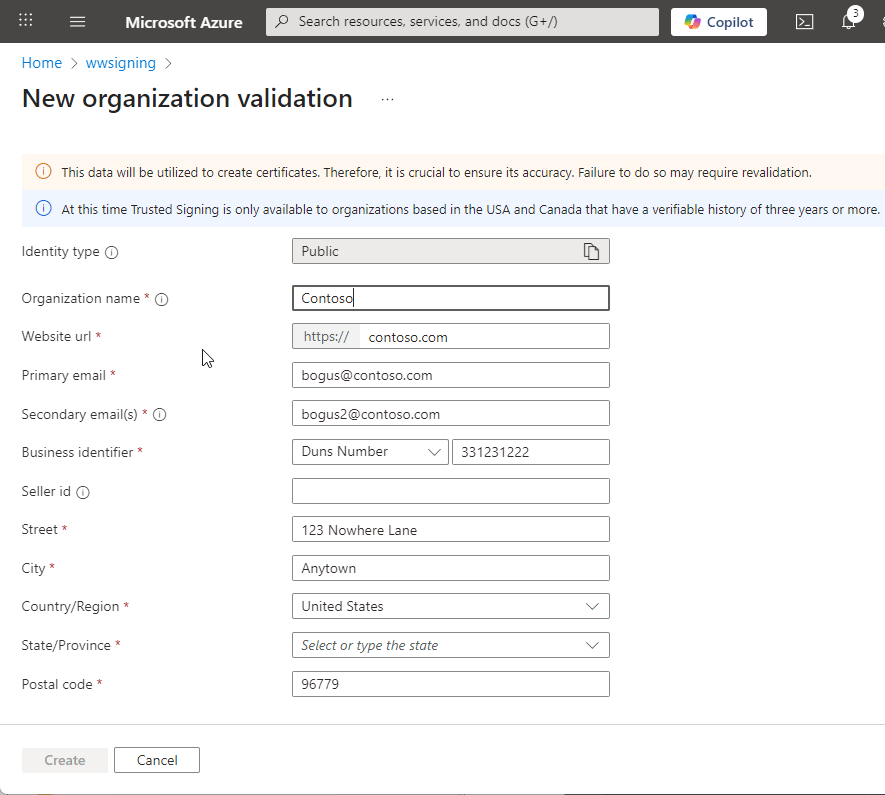 Microsoft Azure
Search resources, services, and docs (G+/)
Copilot
3
Home > wwsigning >
New organization validation ...
This data will be utilized to create certificates. Therefore, it is crucial to ensure its accuracy. Failure to do so may require revalidation.
At this time Trusted Signing is only available to organizations based in the USA and Canada that have a verifiable history of three years or more.
Identity type Public
Organization name * Contoso
Website url * https:// contoso.com
Primary email * bogus@contoso.com
Secondary email(s) * bogus2@contoso.com
Business identifier * Duns Number 331231222
Seller id
Street * 123 Nowhere Lane
City * Anytown
Country/Region * United States
State/Province * Select or type the state
Postal code * 96779
Create Cancel